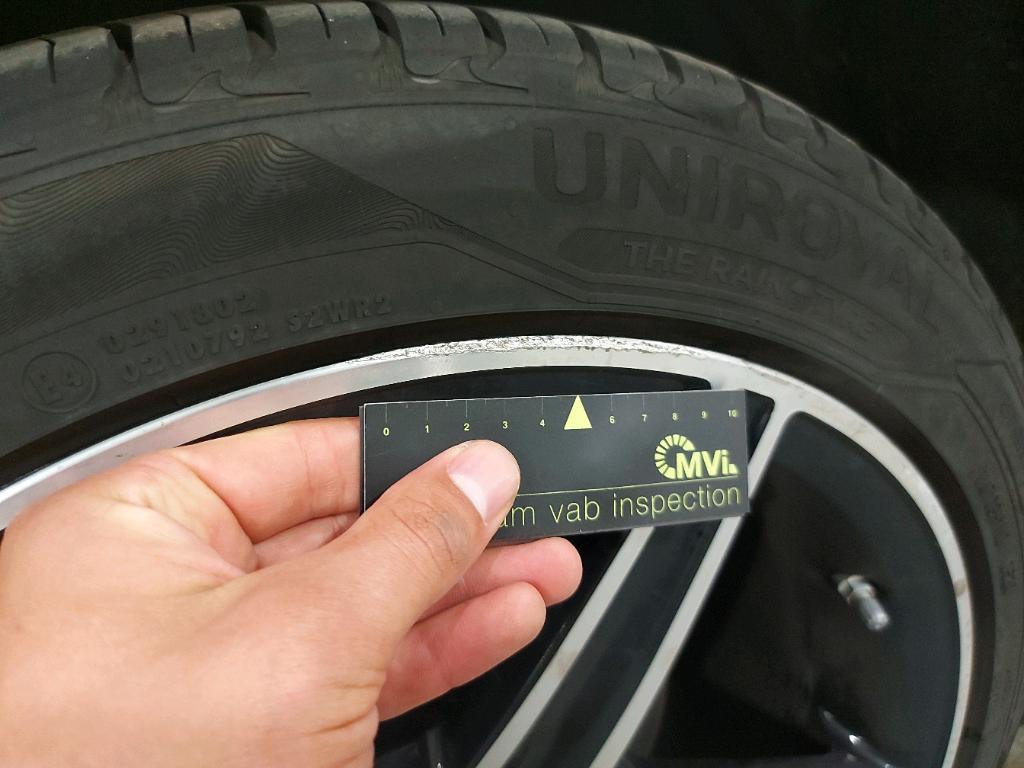 UNIROYAL
THE RAIN TYRE
0291802
0210792 S2WR2
E4
0 1 2 3 4 6 7 8 9 10
MVi
am vab inspection